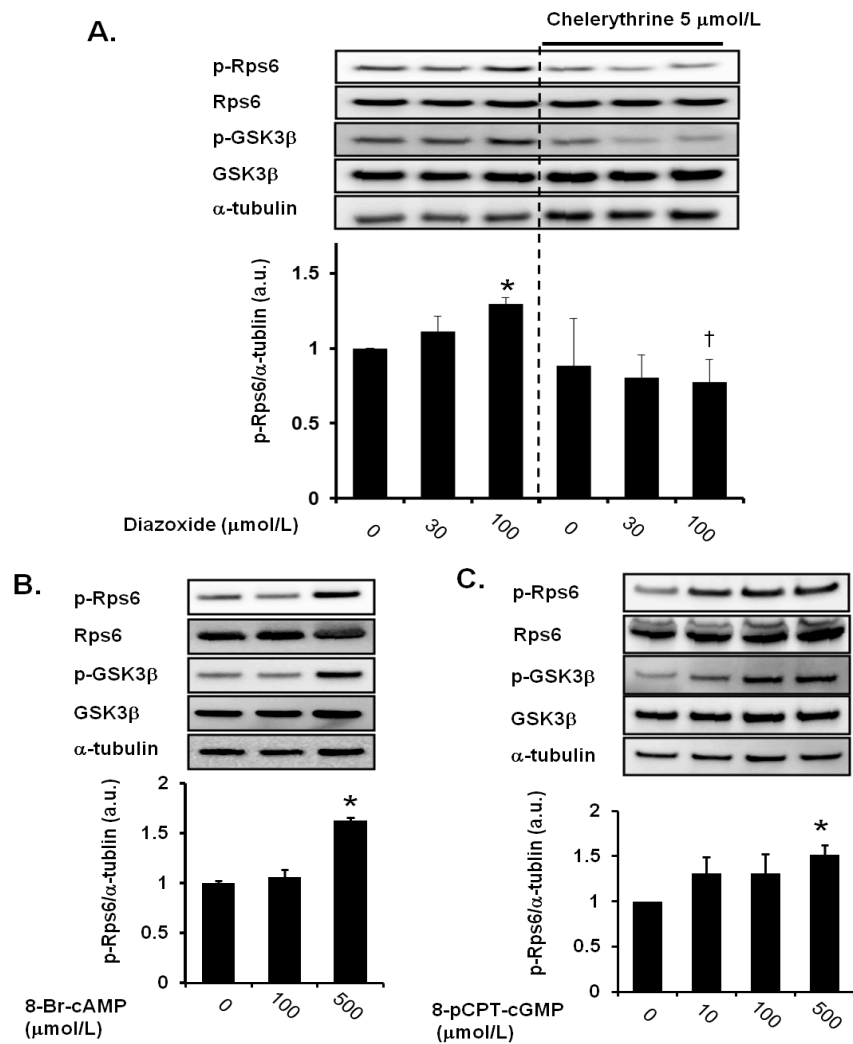 A.
Chelerythrine 5 μmol/L
p-Rps6
Rps6
p-GSK3β
GSK3β
α-tubulin
p-Rps6/α-tublin (a.u.)
1.5
1
0.5
0
*
†
Diazoxide (μmol/L)
0 30 100 0 30 100
B.
p-Rps6
Rps6
p-GSK3β
GSK3β
α-tubulin
p-Rps6/α-tublin (a.u.)
2
1.5
1
0.5
0
*
8-Br-cAMP
(μmol/L)
0 100 500
C.
p-Rps6
Rps6
p-GSK3β
GSK3β
α-tubulin
p-Rps6/α-tublin (a.u.)
2
1.5
1
0.5
0
*
8-pCPT-cGMP
(μmol/L)
0 10 100 500